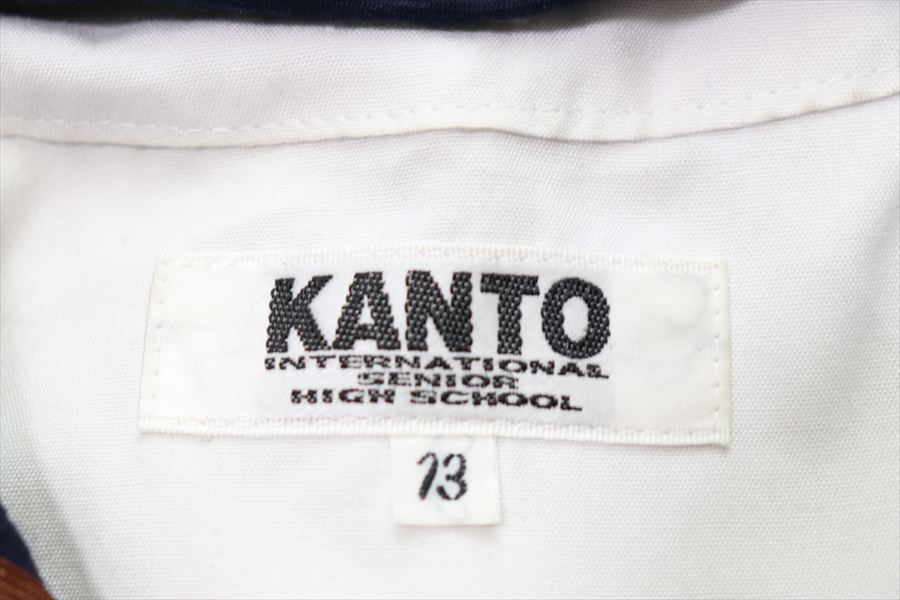 KANTO
INTERNATIONAL
SENIOR
HIGH SCHOOL
13